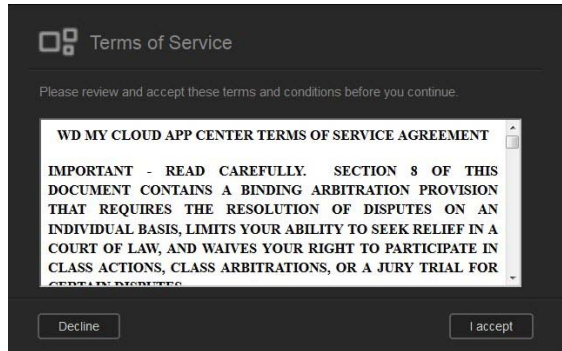 Terms of Service
Please review and accept these terms and conditions before you continue.
WD MY CLOUD APP CENTER TERMS OF SERVICE AGREEMENT
IMPORTANT - READ CAREFULLY. SECTION 8 OF THIS
DOCUMENT CONTAINS A BINDING ARBITRATION PROVISION
THAT REQUIRES THE RESOLUTION OF DISPUTES ON AN
INDIVIDUAL BASIS, LIMITS YOUR ABILITY TO SEEK RELIEF IN A
COURT OF LAW, AND WAIVES YOUR RIGHT TO PARTICIPATE IN
CLASS ACTIONS, CLASS ARBITRATIONS, OR A JURY TRIAL FOR
CERTAIN DISPUTES
Decline
I accept